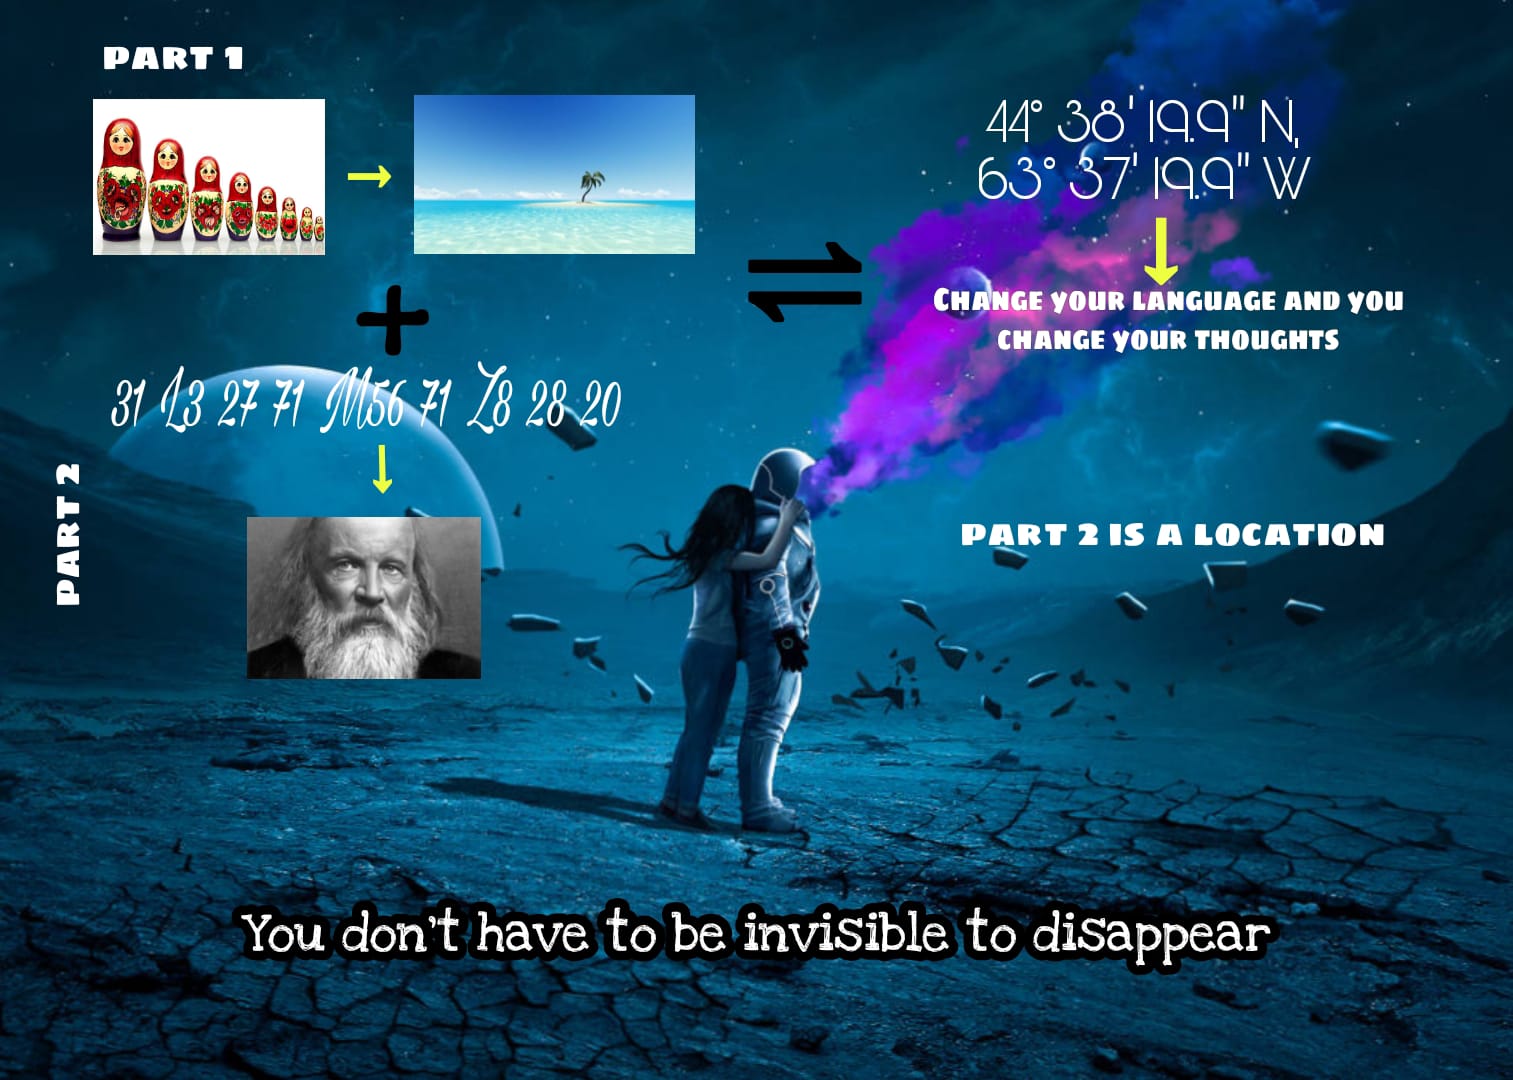 PART 1
44° 38' 19.9" N,
63° 37' 19.9" W
CHANGE YOUR LANGUAGE AND YOU
CHANGE YOUR THOUGHTS
31 L3 27 71 M56 71 Z8 28 20
PART 2
PART 2 IS A LOCATION
You don't have to be invisible to disappear